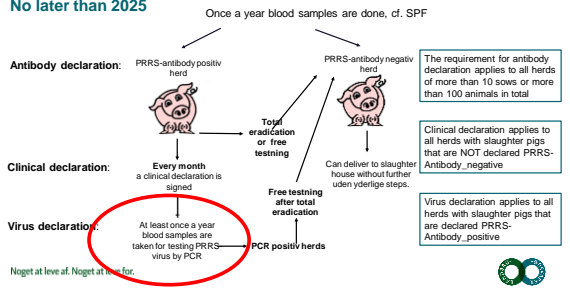 No later than 2025
Once a year blood samples are done, cf. SPF
Antibody declaration:
PRRS-antibody positiv
herd
PRRS-antibody negativ
herd
The requirement for antibody
declaration applies to all herds
of more than 10 sows or more
than 100 animals in total
Total
eradication
or free
testning
Clinical declaration:
Every month
a clinical declaration is
signed
Can deliver to slaughter
house without further
uden yderlige steps.
Clinical declaration applies to
all herds with slaughter pigs
that are NOT declared PRRS-
Antibody_negative
Free testning
after total
eradication
Virus declaration:
At least once a year
blood samples are
taken for testing PRRS
virus by PCR
PCR positiv herds
Virus declaration applies to all
herds with slaughter pigs that
are declared PRRS-
Antibody_positive
Noget at leve af. Noget at leve for.